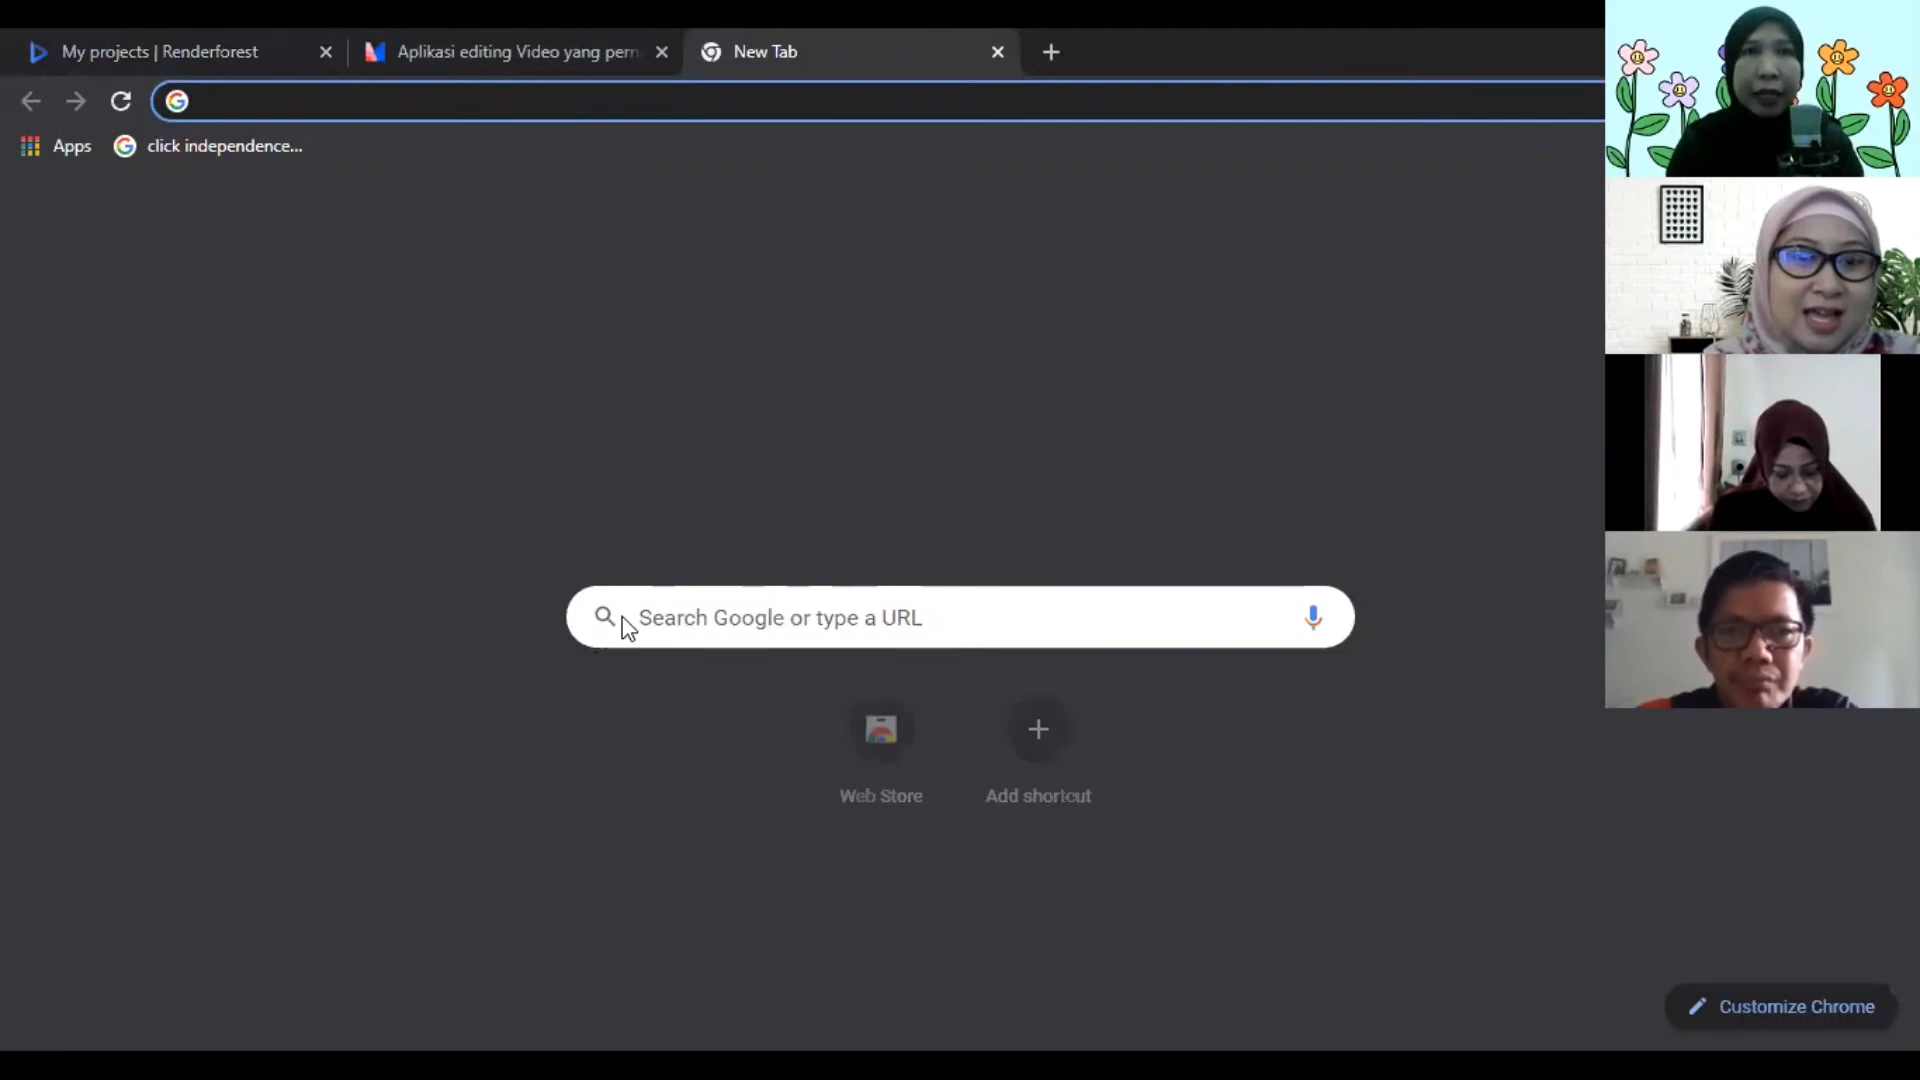 My projects | Renderforest
Aplikasi editing Video yang pern
New Tab
Apps
click independence...
Search Google or type a URL
Web Store
Add shortcut
Customize Chrome